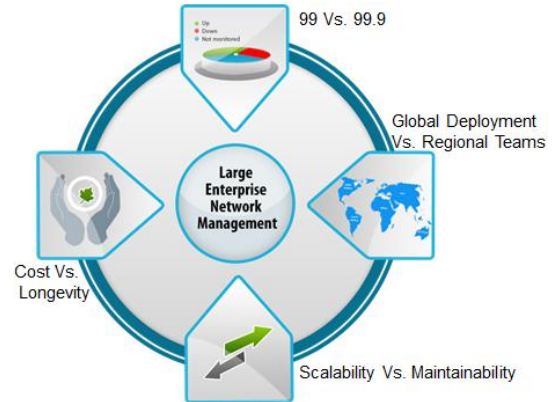 99 Vs. 99.9
Up
Down
Not monitored
Global Deployment
Vs. Regional Teams
Large
Enterprise
Network
Management
Cost Vs.
Longevity
Scalability Vs. Maintainability